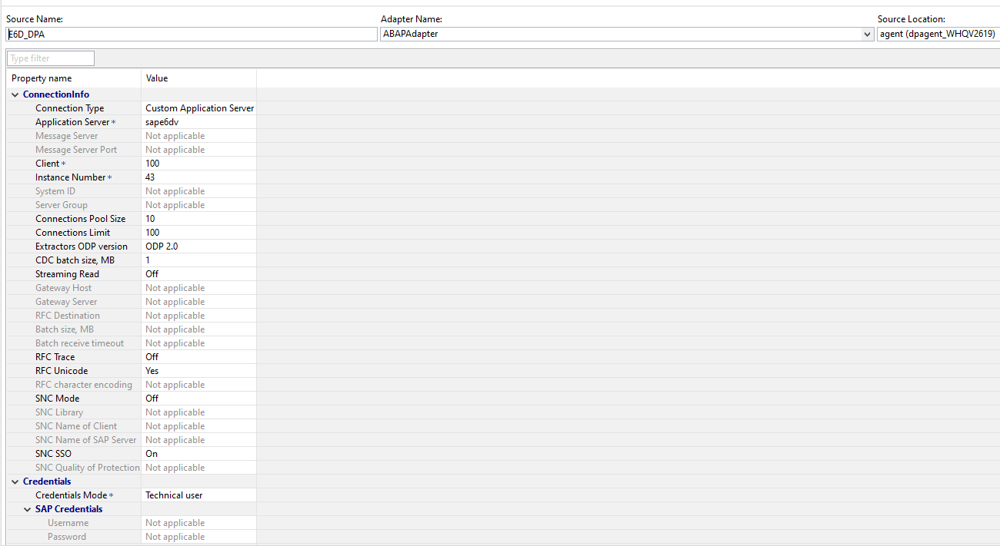 Source Name: Adapter Name: Source Location:
E6D_DPA ABAPAdapter agent (dpagent_WHQV2619)
Type filter
Property name Value
ConnectionInfo
Connection Type Custom Application Server
Application Server * sape6dv
Message Server Not applicable
Message Server Port Not applicable
Client * 100
Instance Number * 43
System ID Not applicable
Server Group Not applicable
Connections Pool Size 10
Connections Limit 100
Extractors ODP version ODP 2.0
CDC batch size, MB 1
Streaming Read Off
Gateway Host Not applicable
Gateway Server Not applicable
RFC Destination Not applicable
Batch size, MB Not applicable
Batch receive timeout Not applicable
RFC Trace Off
RFC Unicode Yes
RFC character encoding Not applicable
SNC Mode Off
SNC Library Not applicable
SNC Name of Client Not applicable
SNC Name of SAP Server Not applicable
SNC SSO On
SNC Quality of Protection Not applicable
Credentials
Credentials Mode * Technical user
SAP Credentials
Username Not applicable
Password Not applicable